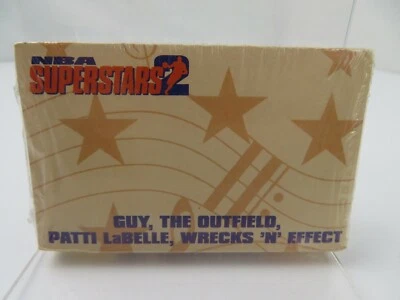 NBA
SUPERSTARS 2
GUY, THE OUTFIELD,
PATTI LaBELLE, WRECKS 'N' EFFECT